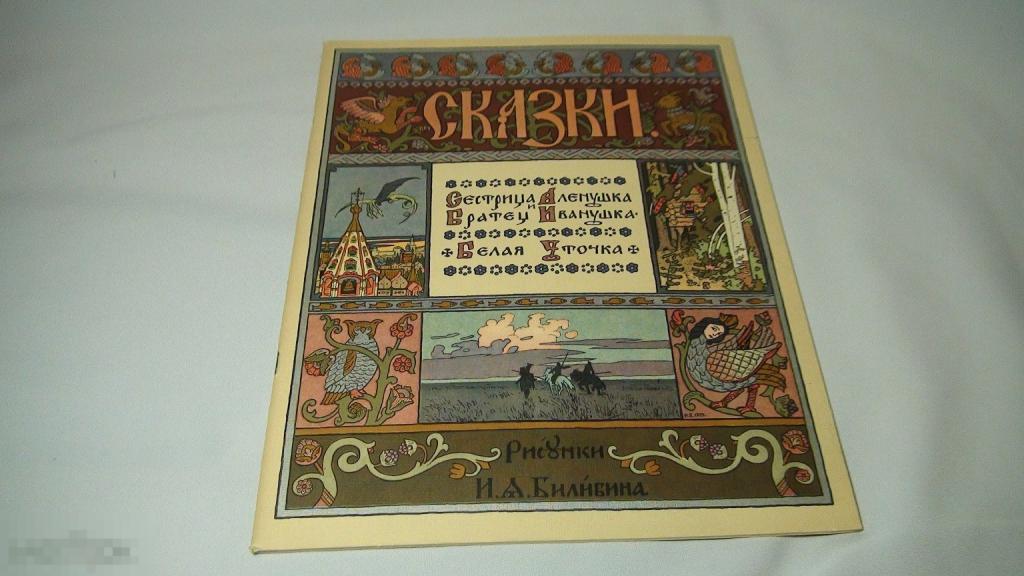 СКАЗКИ.
Сестрица Аленушка
и
Братец Иванушка.
Белая Уточка
Рисунки
И. Я. Билибина